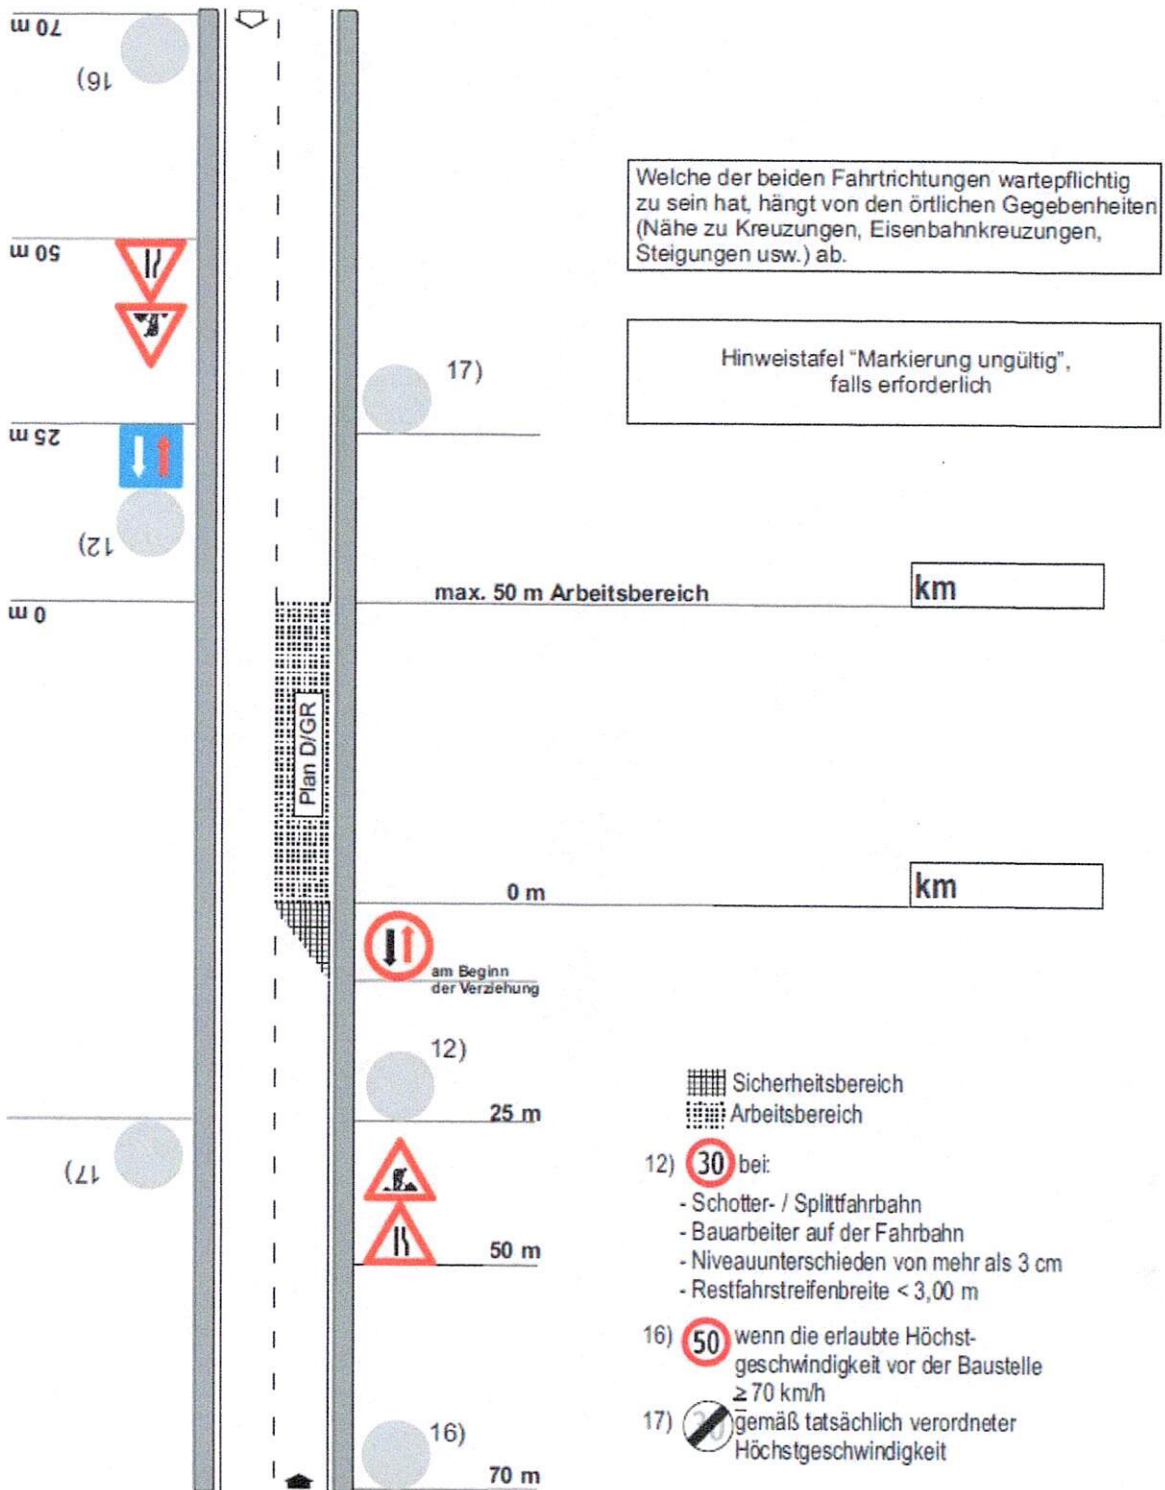 70 m
16)
50 m
25 m
12)
0 m
17)
Welche der beiden Fahrtrichtungen wartepflichtig
zu sein hat, hängt von den örtlichen Gegebenheiten
(Nähe zu Kreuzungen, Eisenbahnkreuzungen,
Steigungen usw.) ab.
Hinweistafel "Markierung ungültig",
falls erforderlich
17)
max. 50 m Arbeitsbereich
km
Plan D/GR
0 m
km
am Beginn
der Verziehung
12)
25 m
50 m
16)
70 m
Sicherheitsbereich
Arbeitsbereich
12) 30 bei:
- Schotter- / Splittfahrbahn
- Bauarbeiter auf der Fahrbahn
- Niveauunterschieden von mehr als 3 cm
- Restfahrstreifenbreite < 3,00 m
16) 50 wenn die erlaubte Höchst-
geschwindigkeit vor der Baustelle
≥ 70 km/h
17) 30 gemäß tatsächlich verordneter
Höchstgeschwindigkeit